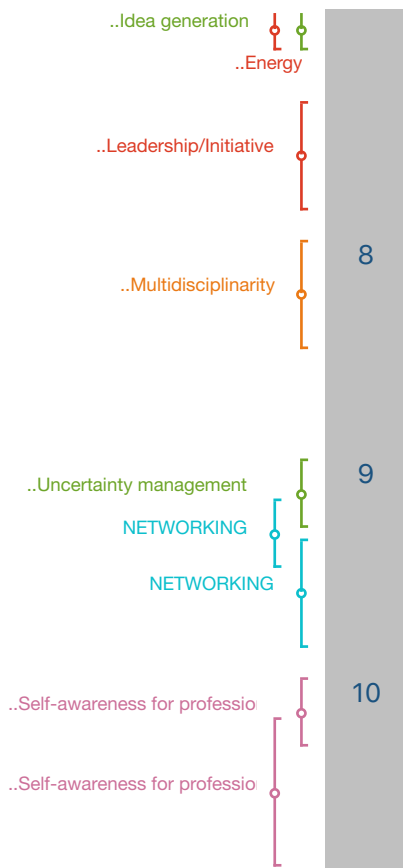 ..Idea generation
..Energy
..Leadership/Initiative
8
..Multidisciplinarity
9
..Uncertainty management
NETWORKING
NETWORKING
10
..Self-awareness for professio
..Self-awareness for professio